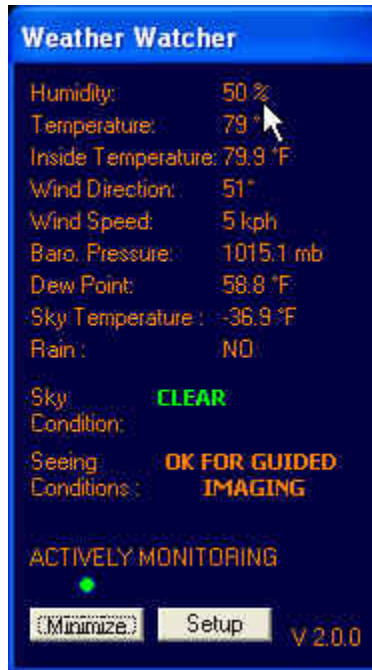 Weather Watcher
Humidity: 50 %
Temperature: 79 °
Inside Temperature: 79.9 °F
Wind Direction: 51°
Wind Speed: 5 kph
Baro. Pressure: 1015.1 mb
Dew Point: 58.8 °F
Sky Temperature : -36.9 °F
Rain : NO
Sky CLEAR
Condition:
Seeing OK FOR GUIDED
Conditions : IMAGING
ACTIVELY MONITORING
Minimize Setup
V 2.0.0